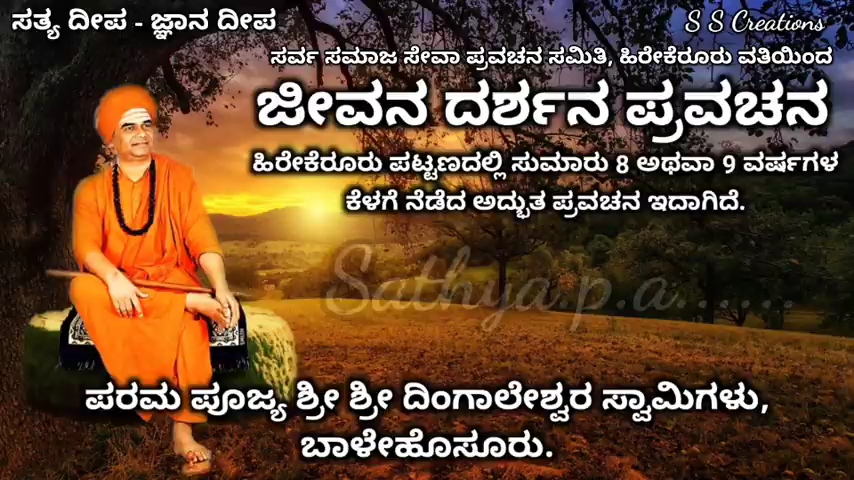 ಸತ್ಯ ದೀಪ - ಜ್ಞಾನ ದೀಪ
S S Creations
ಸರ್ವ ಸಮಾಜ ಸೇವಾ ಪ್ರವಚನ ಸಮಿತಿ, ಹಿರೇಕೆರೂರು ವತಿಯಿಂದ
ಜೀವನ ದರ್ಶನ ಪ್ರವಚನ
ಹಿರೇಕೆರೂರು ಪಟ್ಟಣದಲ್ಲಿ ಸುಮಾರು 8 ಅಥವಾ 9 ವರ್ಷಗಳ
ಕೆಳಗೆ ನೆಡೆದ ಅದ್ಭುತ ಪ್ರವಚನ ಇದಾಗಿದೆ.
Sathya.p.a......
ಪರಮ ಪೂಜ್ಯ ಶ್ರೀ ಶ್ರೀ ದಿಂಗಾಲೇಶ್ವರ ಸ್ವಾಮಿಗಳು,
ಬಾಳೇಹೊಸೂರು.